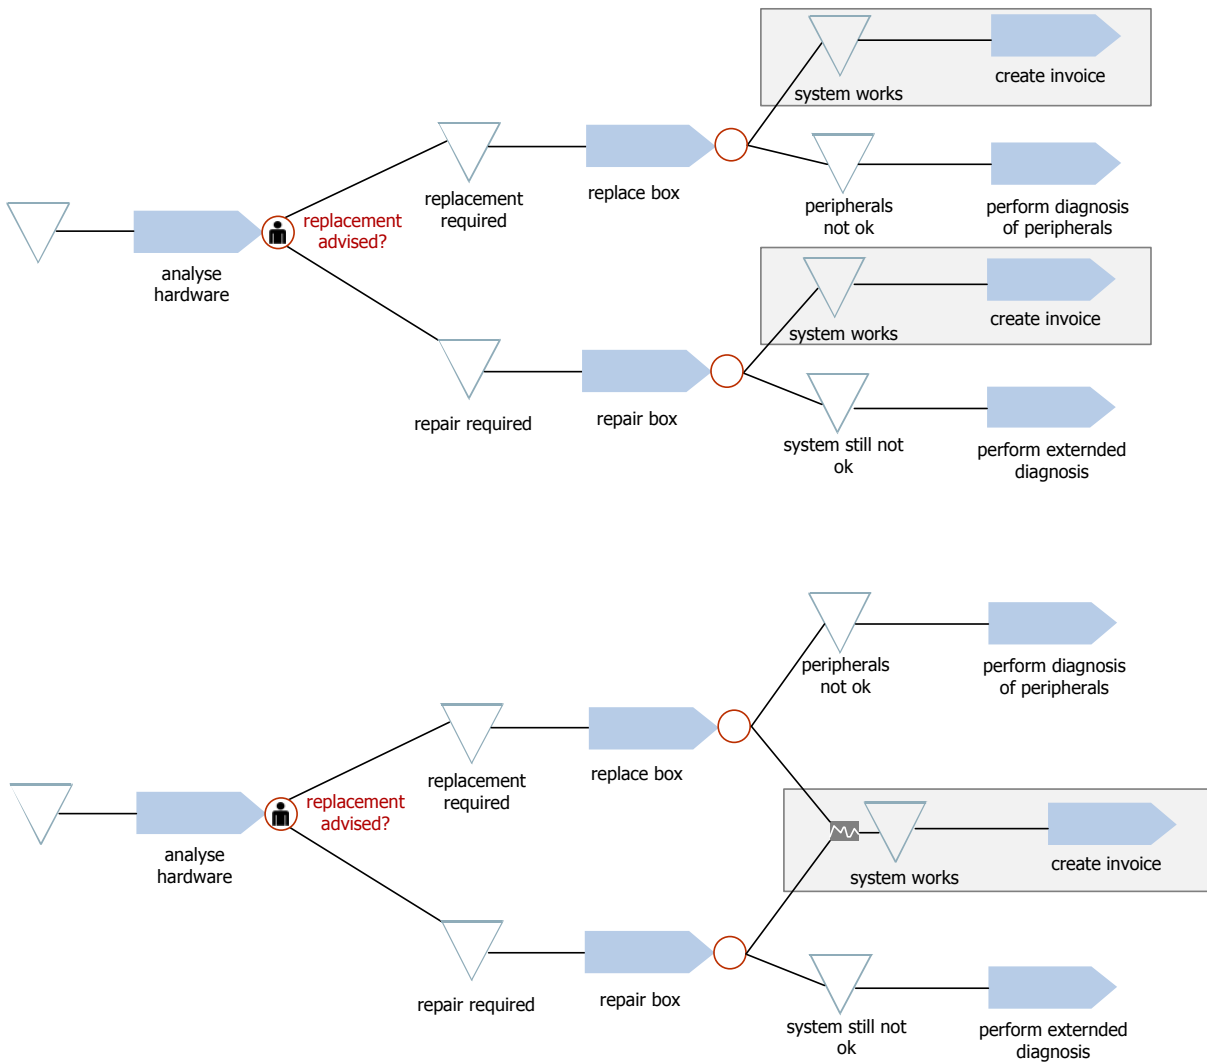 create invoice
system works
replacement
required
replace box
peripherals
not ok
perform diagnosis
of peripherals
replacement
advised?
analyse
hardware
system works
create invoice
repair required
repair box
system still not
ok
perform externded
diagnosis
peripherals
not ok
perform diagnosis
of peripherals
replacement
required
replace box
replacement
advised?
analyse
hardware
system works
create invoice
repair required
repair box
system still not
ok
perform externded
diagnosis